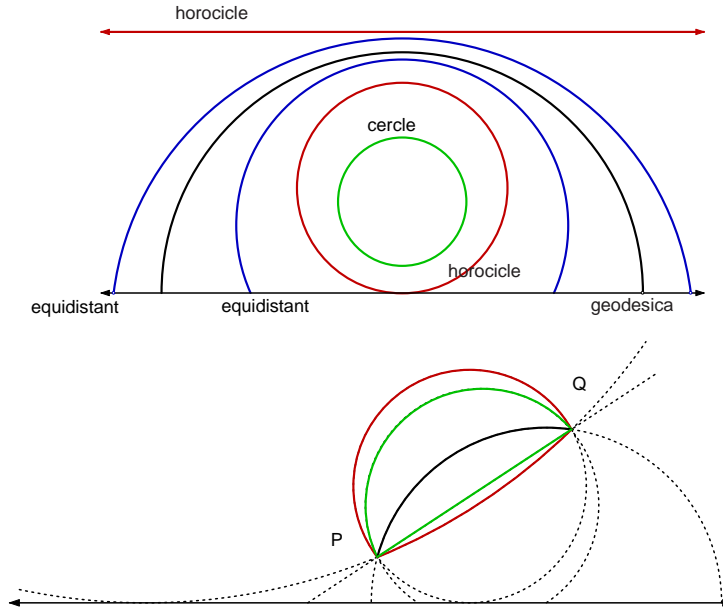 horocicle
cercle
horocicle
equidistant
equidistant
geodesica
Q
P